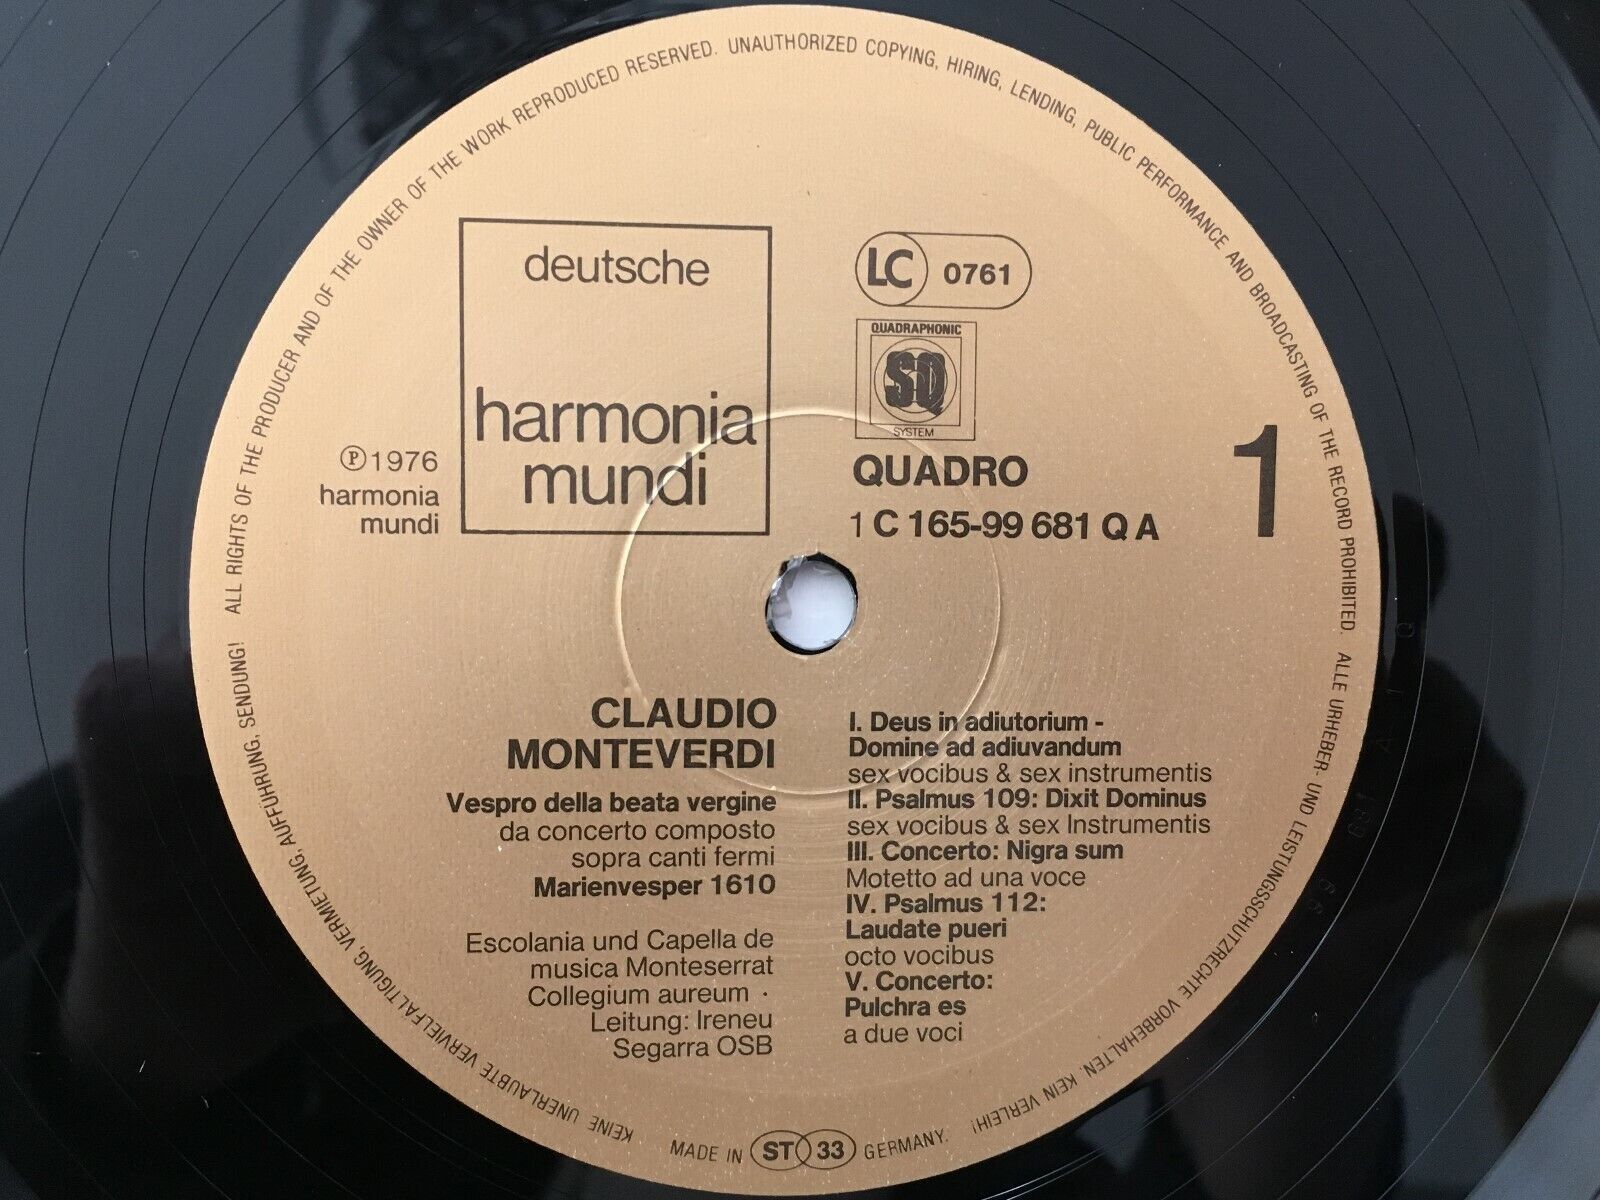 ALL RIGHTS OF THE PRODUCER AND OF THE OWNER OF THE WORK REPRODUCED RESERVED. UNAUTHORIZED COPYING, HIRING, LENDING, PUBLIC PERFORMANCE AND BROADCASTING OF THE RECORD PROHIBITED.
ALLE URHEBER- UND LEISTUNGSSCHUTZRECHTE VORBEHALTEN. KEIN VERLEIH!
KEINE UNERLAUBTE VERVIELFÄLTIGUNG, VERMIETUNG, AUFFÜHRUNG, SENDUNG!
deutsche
harmonia
mundi
℗1976
harmonia
mundi
LC 0761
QUADRAPHONIC
SQ
SYSTEM
QUADRO
1 C 165-99 681 Q A
1
CLAUDIO
MONTEVERDI
Vespro della beata vergine
da concerto composto
sopra canti fermi
Marienvesper 1610
Escolania und Capella de
musica Monteserrat
Collegium aureum ·
Leitung: Ireneu
Segarra OSB
I. Deus in adiutorium -
Domine ad adiuvandum
sex vocibus & sex instrumentis
II. Psalmus 109: Dixit Dominus
sex vocibus & sex Instrumentis
III. Concerto: Nigra sum
Motetto ad una voce
IV. Psalmus 112:
Laudate pueri
octo vocibus
V. Concerto:
Pulchra es
a due voci
MADE IN ST 33 GERMANY.